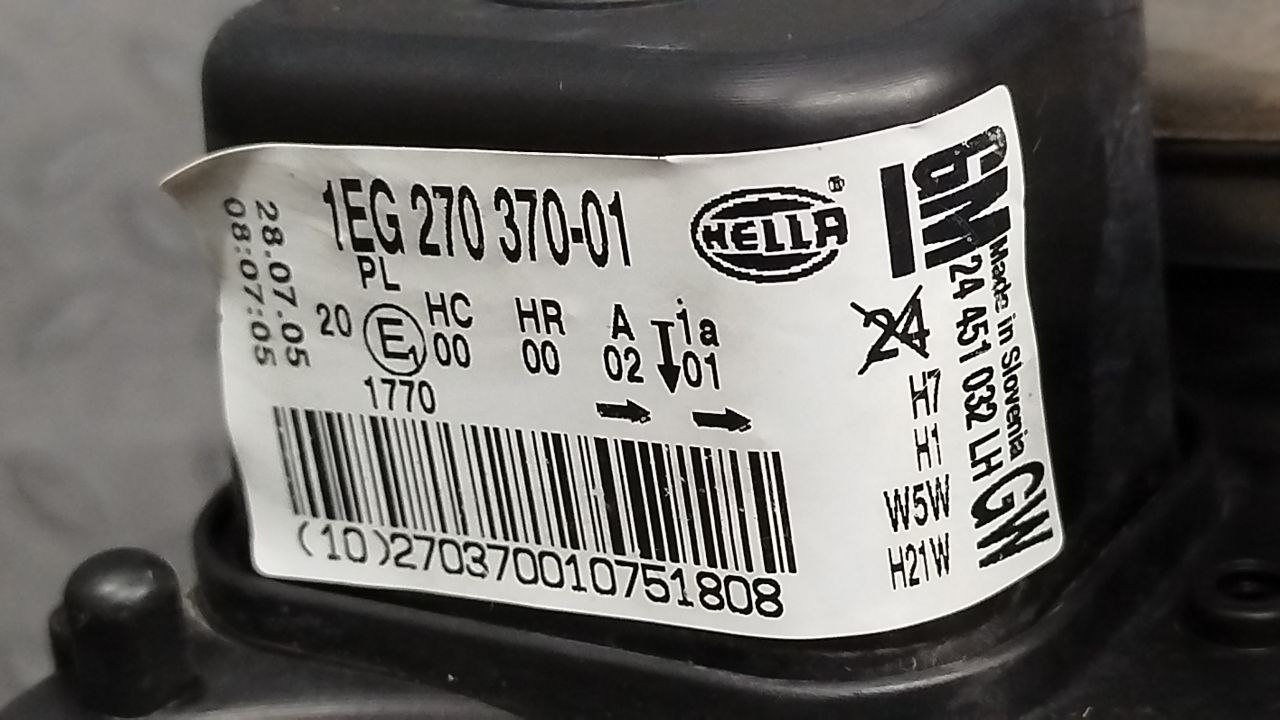 28.07.05
08:07:05
1EG 270 370-01
HELLA ®
PL
20 E1 HC HR A 1a
00 00 02 01
1770
(10)270370010751808
24
H7
H1
W5W
H21W
GM 24 451 032 LH GW
Made in Slovenia